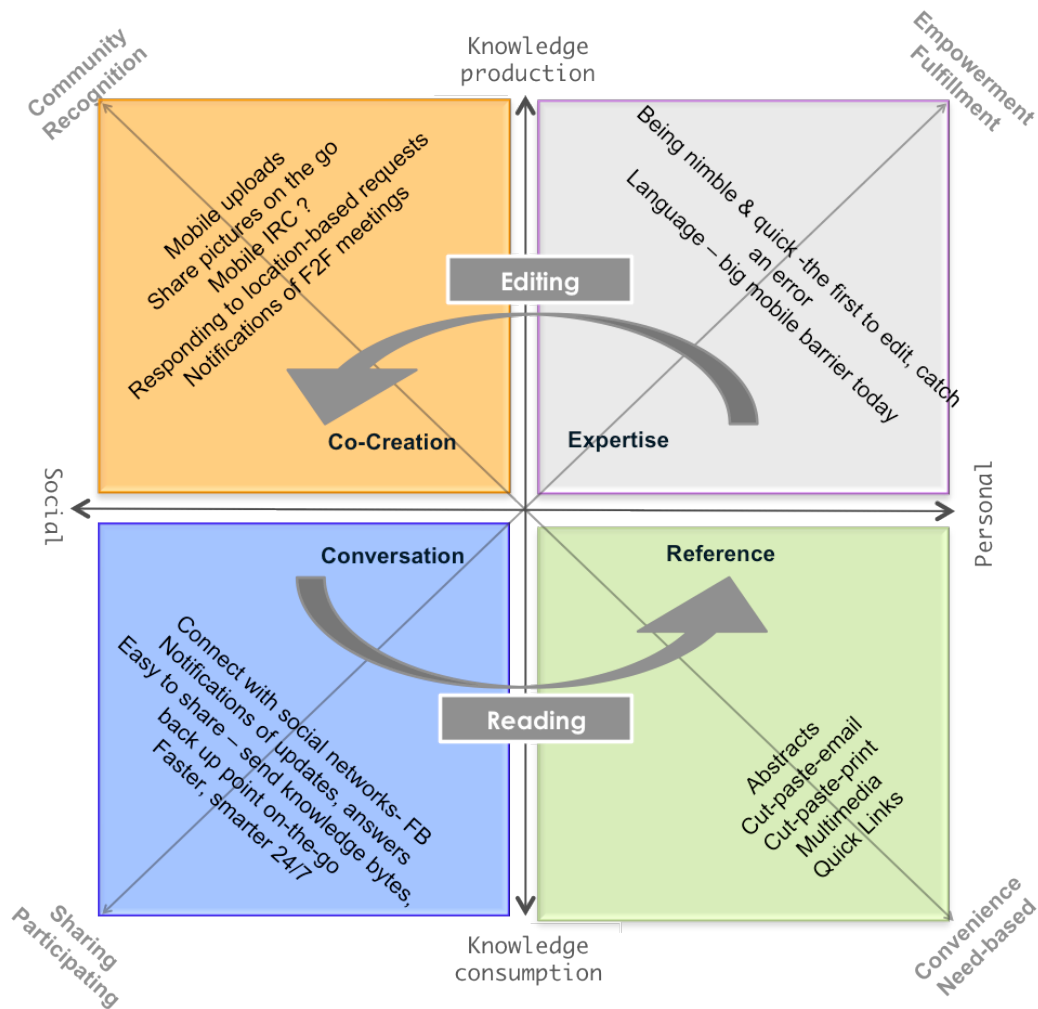 Knowledge
production
Community
Recognition
Empowerment
Fulfillment
Mobile uploads
Share pictures on the go
Mobile IRC ?
Responding to location-based requests
Notifications of F2F meetings
Being nimble & quick -the first to edit, catch
an error
Language – big mobile barrier today
Editing
Co-Creation
Expertise
Social
Personal
Conversation
Reference
Connect with social networks- FB
Notifications of updates, answers
Easy to share – send knowledge bytes,
back up point on-the-go
Faster, smarter 24/7
Reading
Abstracts
Cut-paste-email
Cut-paste-print
Multimedia
Quick Links
Sharing
Participating
Knowledge
consumption
Convenience
Need-based